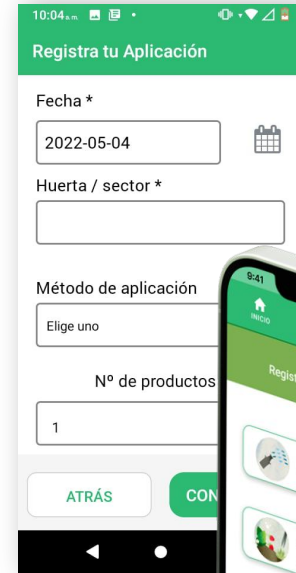 10:04 a.m.
Registra tu Aplicación
Fecha *
2022-05-04
Huerta / sector *
Método de aplicación
Elige uno
Nº de productos
1
ATRÁS
CON
9:41
INICIO
Regist